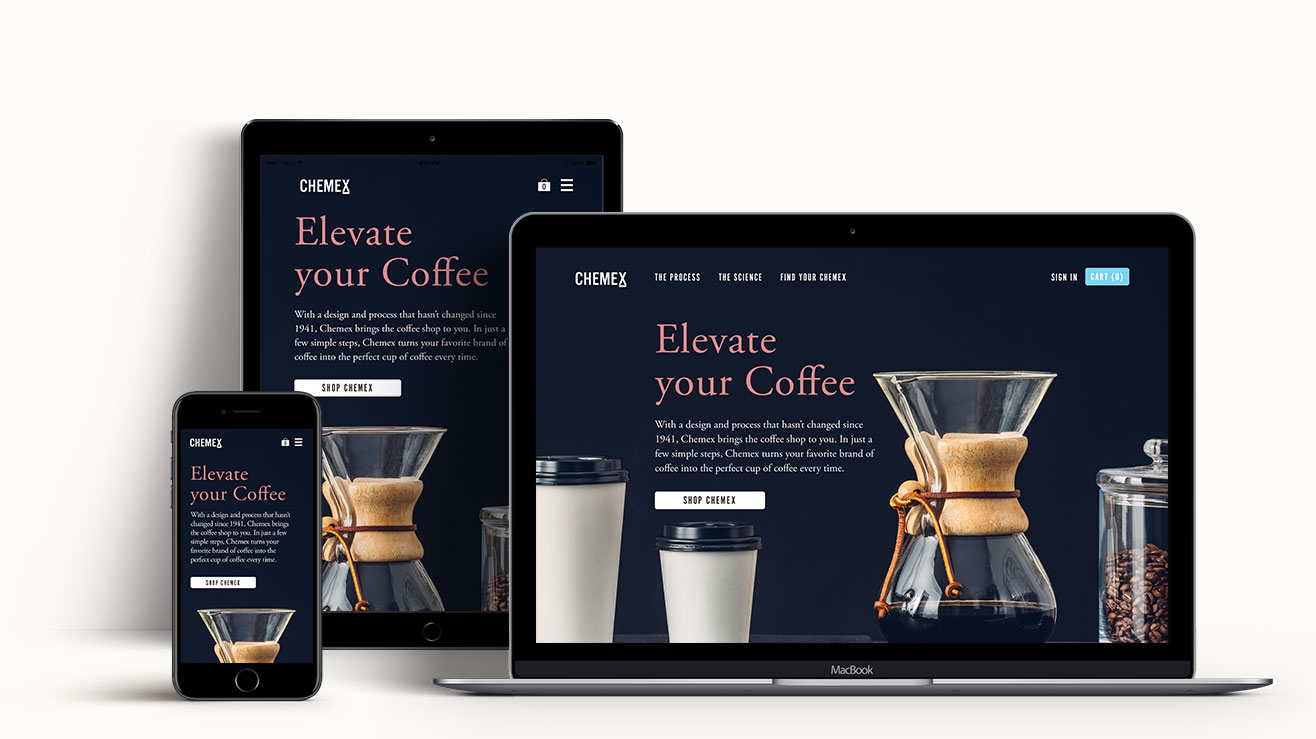 CHEMEX
0
Elevate
your Coffee
With a design and process that hasn't changed since
1941, Chemex brings the coffee shop to you. In just a
few simple steps, Chemex turns your favorite brand of
coffee into the perfect cup of coffee every time.
SHOP CHEMEX
CHEMEX
THE PROCESS THE SCIENCE FIND YOUR CHEMEX SIGN IN CART (0)
Elevate
your Coffee
With a design and process that hasn't changed since
1941, Chemex brings the coffee shop to you. In just a
few simple steps, Chemex turns your favorite brand of
coffee into the perfect cup of coffee every time.
SHOP CHEMEX
MacBook
CHEMEX
Elevate
your Coffee
With a design and process that hasn't
changed since 1941, Chemex brings
the coffee shop to you. In just a few
simple steps, Chemex turns your
favorite brand of coffee into the
perfect cup of coffee every time.
SHOP CHEMEX